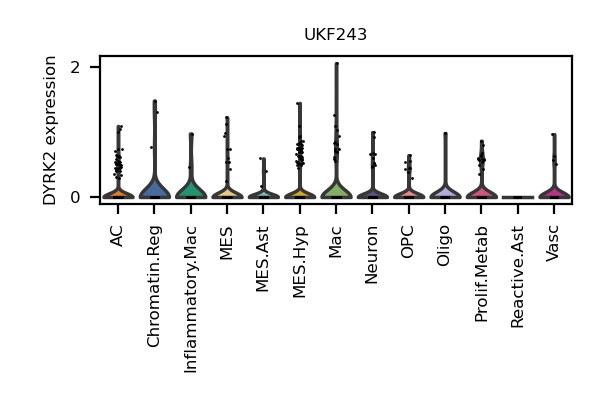 UKF243
DYRK2 expression
2
0
AC
Chromatin.Reg
Inflammatory.Mac
MES
MES.Ast
MES.Hyp
Mac
Neuron
OPC
Oligo
Prolif.Metab
Reactive.Ast
Vasc